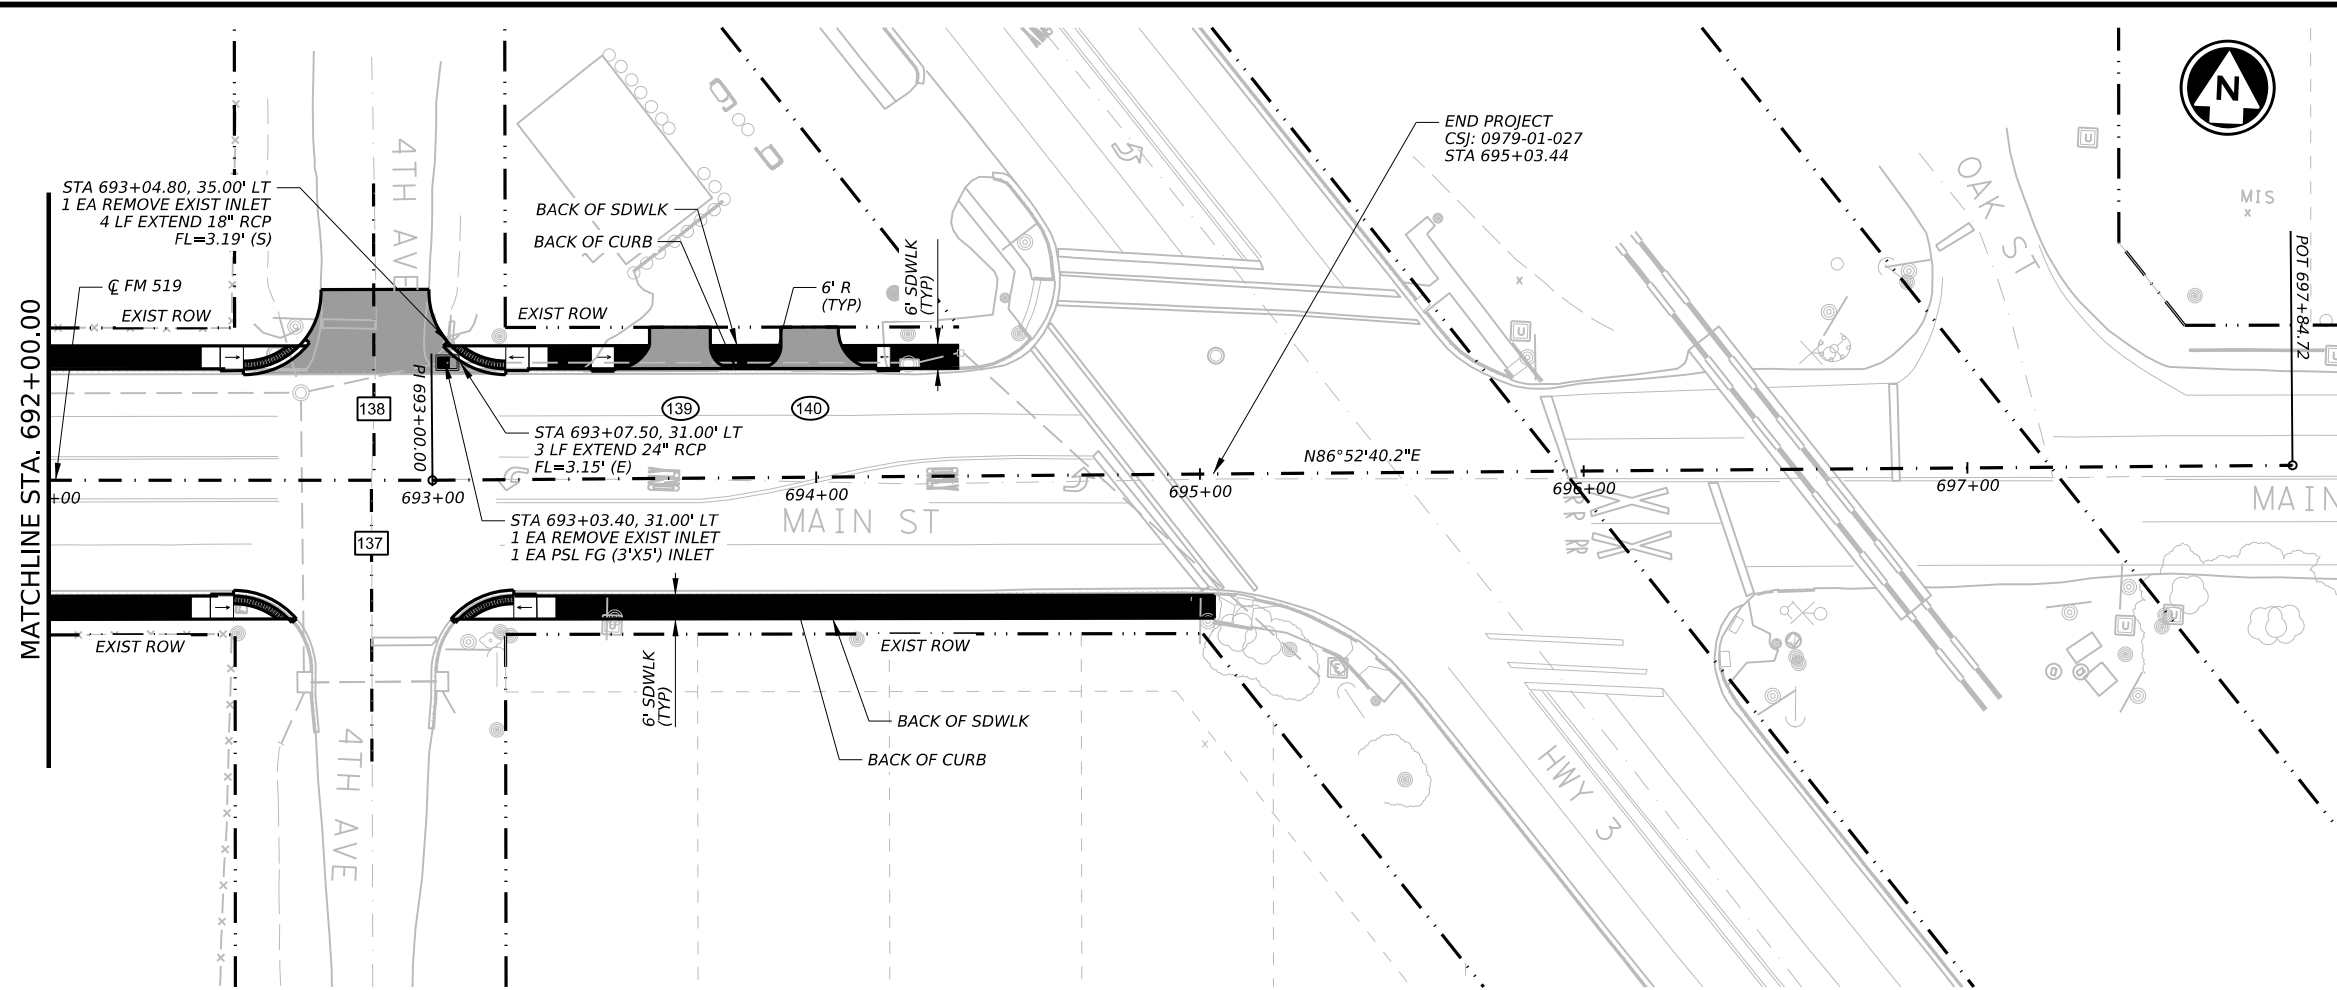 N
END PROJECT
CSJ: 0979-01-027
STA 695+03.44
STA 693+04.80, 35.00' LT
1 EA REMOVE EXIST INLET
4 LF EXTEND 18" RCP
FL=3.19' (S)
4TH AVE
BACK OF SDWLK
BACK OF CURB
6' SDWLK
(TYP)
6' R
(TYP)
OAK ST
MIS
POT 697+84.72
℄ FM 519
EXIST ROW
EXIST ROW
MATCHLINE STA. 692+00.00
PI 693+00.00
138
139
140
STA 693+07.50, 31.00' LT
3 LF EXTEND 24" RCP
FL=3.15' (E)
N86°52'40.2"E
+00
693+00
694+00
695+00
696+00
697+00
MAIN ST
MAIN
R R
R R
STA 693+03.40, 31.00' LT
1 EA REMOVE EXIST INLET
1 EA PSL FG (3'X5') INLET
137
EXIST ROW
EXIST ROW
6' SDWLK
(TYP)
BACK OF SDWLK
BACK OF CURB
4TH AVE
HWY 3
U
U
U
U
U
U